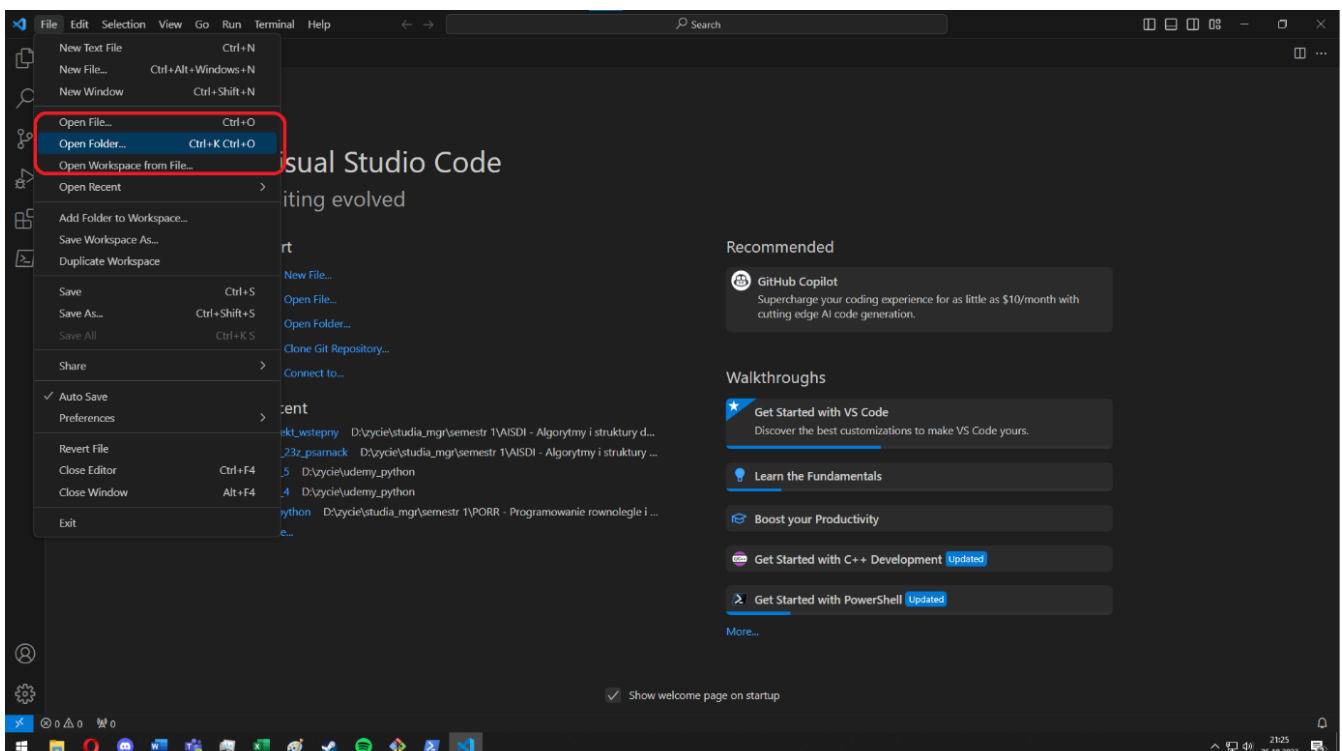 File Edit Selection View Go Run Terminal Help
Search
New Text File Ctrl+N
New File... Ctrl+Alt+Windows+N
New Window Ctrl+Shift+N
Open File... Ctrl+O
Open Folder... Ctrl+K Ctrl+O
Open Workspace from File...
Open Recent
Add Folder to Workspace...
Save Workspace As...
Duplicate Workspace
Save Ctrl+S
Save As... Ctrl+Shift+S
Save All Ctrl+K S
Share
Auto Save
Preferences
Revert File
Close Editor Ctrl+F4
Close Window Alt+F4
Exit
isual Studio Code
iting evolved
rt
New File...
Open File...
Open Folder...
Clone Git Repository...
Connect to...
cent
ekt_wstepny D:\zycie\studia_mgr\semestr 1\AISDI - Algorytmy i struktury d...
_23z_psarnack D:\zycie\studia_mgr\semestr 1\AISDI - Algorytmy i struktury ...
_5 D:\zycie\udemy_python
_4 D:\zycie\udemy_python
ython D:\zycie\studia_mgr\semestr 1\PORR - Programowanie rownolegle i ...
e...
Recommended
GitHub Copilot
Supercharge your coding experience for as little as $10/month with
cutting edge AI code generation.
Walkthroughs
Get Started with VS Code
Discover the best customizations to make VS Code yours.
Learn the Fundamentals
Boost your Productivity
Get Started with C++ Development Updated
Get Started with PowerShell Updated
More...
Show welcome page on startup
0 0 0
21:25